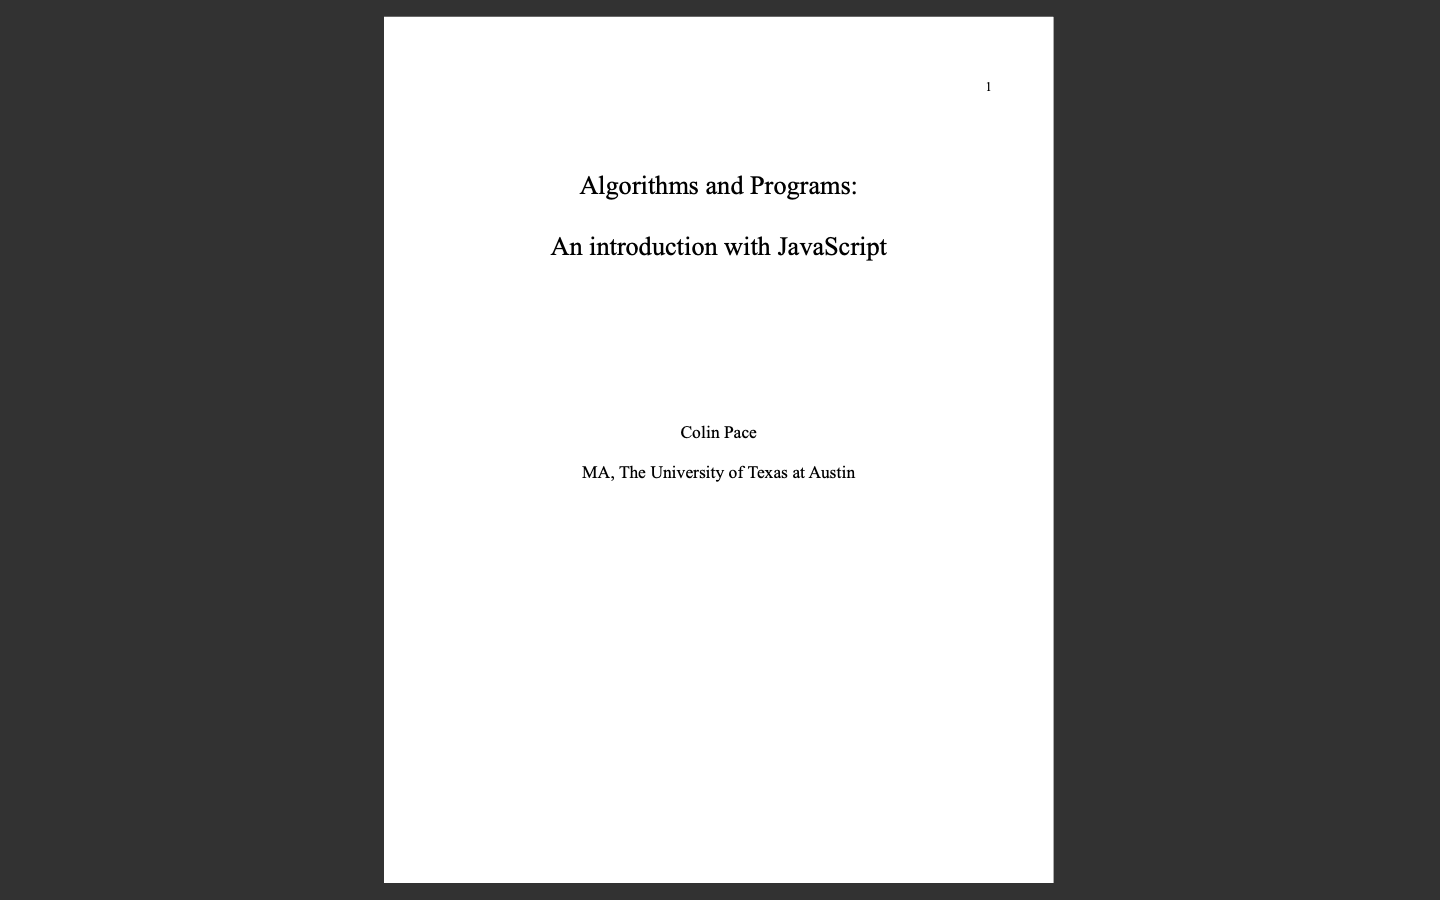 1
Algorithms and Programs:
An introduction with JavaScript
Colin Pace
MA, The University of Texas at Austin